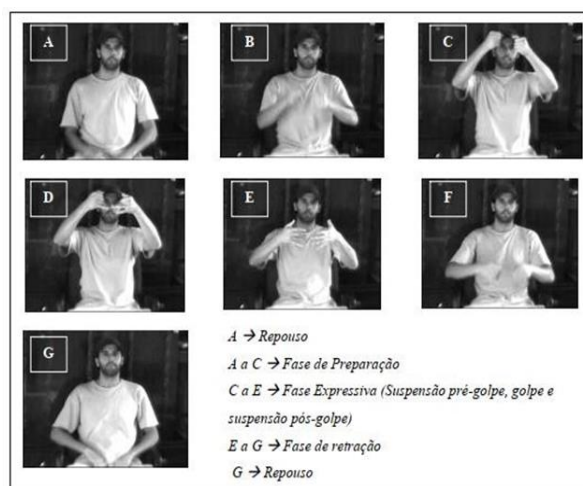 A
B
C
D
E
F
G
A → Repouso
A a C → Fase de Preparação
C a E → Fase Expressiva (Suspensão pré-golpe, golpe e
suspensão pós-golpe)
E a G → Fase de retração
G → Repouso